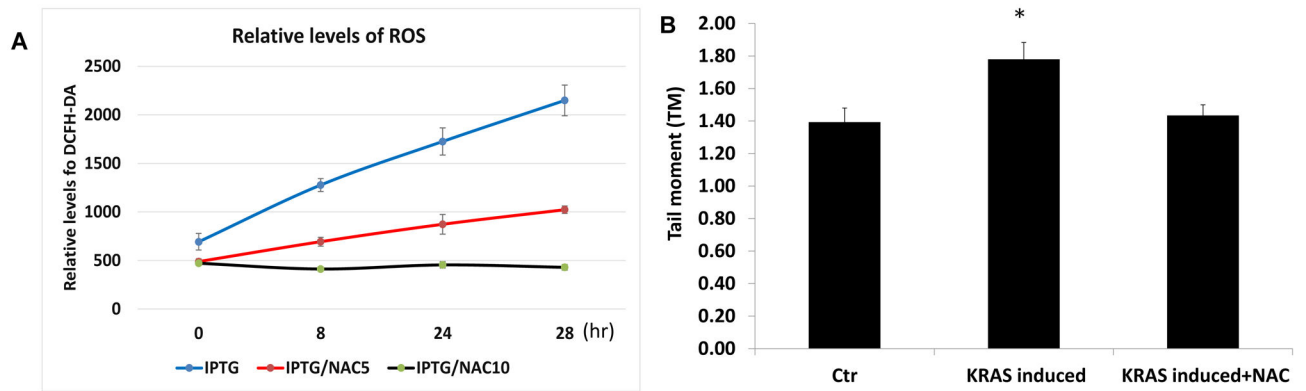 A
Relative levels of ROS
Relative levels fo DCFH-DA
2500
2000
1500
1000
500
0
0 8 24 28 (hr)
IPTG IPTG/NAC5 IPTG/NAC10
B
*
Tail moment (TM)
2.00
1.80
1.60
1.40
1.20
1.00
0.80
0.60
0.40
0.20
0.00
Ctr KRAS induced KRAS induced+NAC